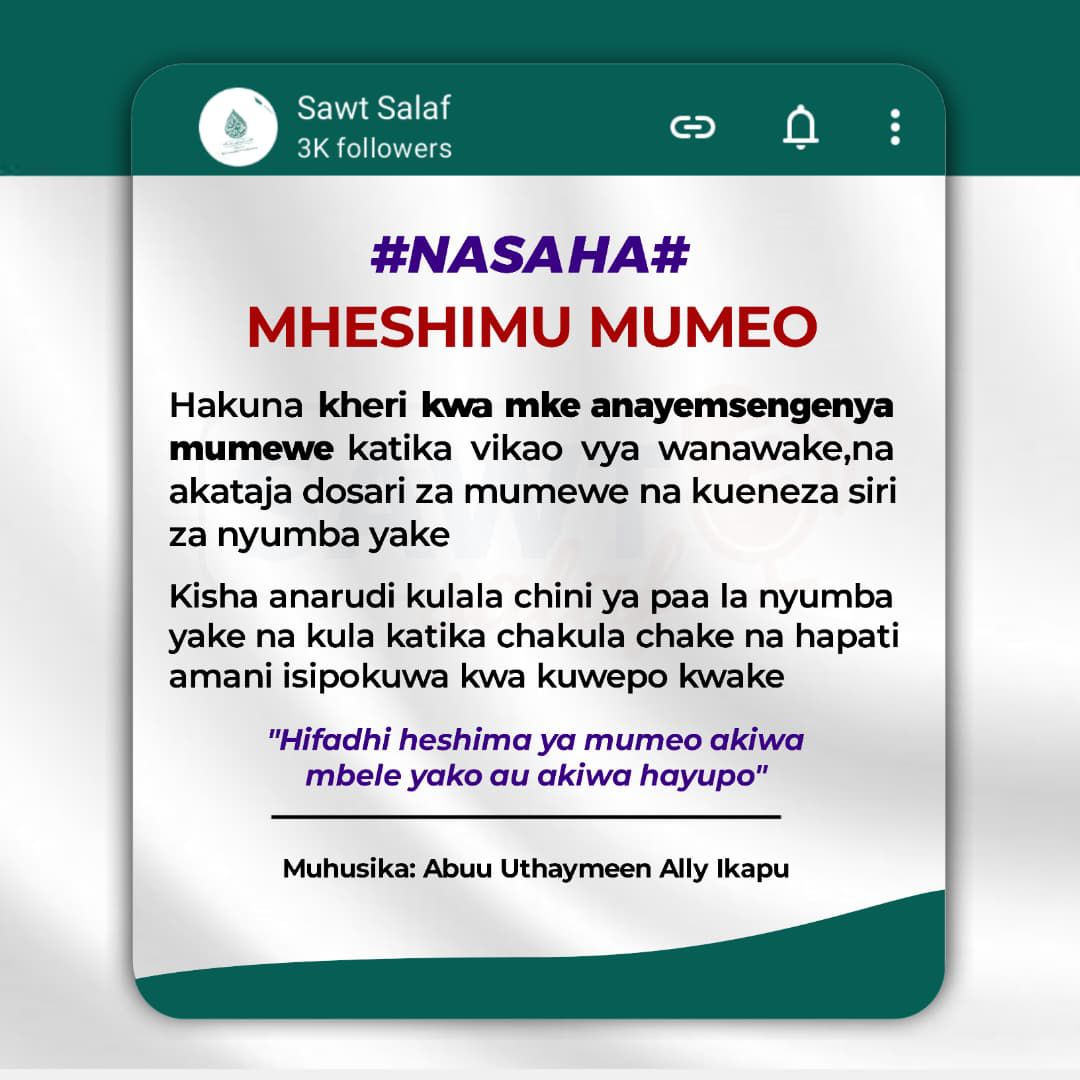 Sawt Salaf
3K followers
#NASAHA#
MHESHIMU MUMEO
Hakuna kheri kwa mke anayemsengenya
mumewe katika vikao vya wanawake,na
akataja dosari za mumewe na kueneza siri
za nyumba yake
Kisha anarudi kulala chini ya paa la nyumba
yake na kula katika chakula chake na hapati
amani isipokuwa kwa kuwepo kwake
"Hifadhi heshima ya mumeo akiwa
mbele yako au akiwa hayupo"
Muhusika: Abuu Uthaymeen Ally Ikapu